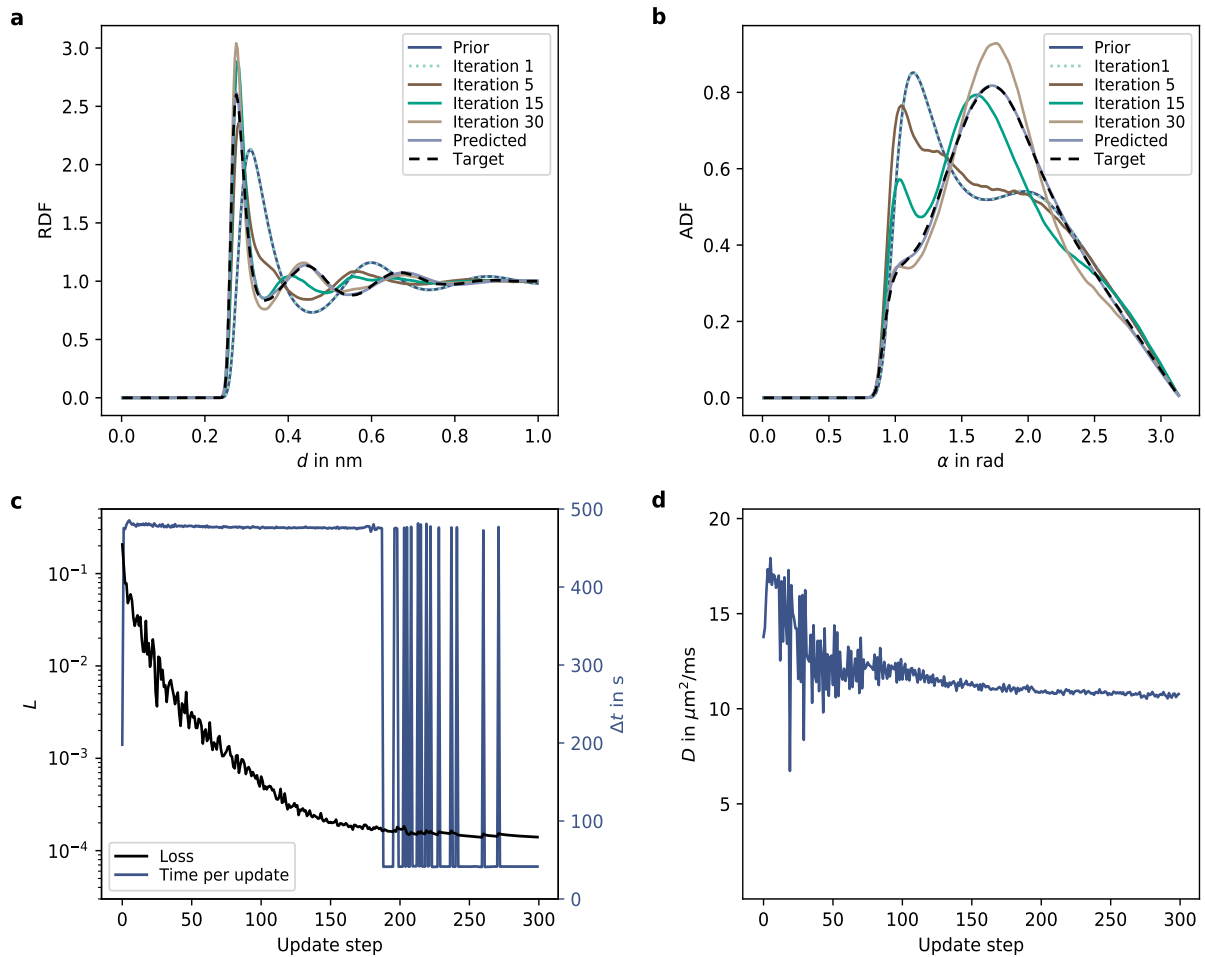 a
RDF
3.0
2.5
2.0
1.5
1.0
0.5
0.0
Prior
Iteration 1
Iteration 5
Iteration 15
Iteration 30
Predicted
Target
0.0 0.2 0.4 0.6 0.8 1.0
d in nm
b
ADF
0.8
0.6
0.4
0.2
0.0
Prior
Iteration1
Iteration 5
Iteration 15
Iteration 30
Predicted
Target
0.0 0.5 1.0 1.5 2.0 2.5 3.0
α in rad
c
L
10⁻¹
10⁻²
10⁻³
10⁻⁴
Loss
Time per update
500
400
300
200
100
0
Δt in s
0 50 100 150 200 250 300
Update step
d
D in μm²/ms
20
15
10
5
0 50 100 150 200 250 300
Update step